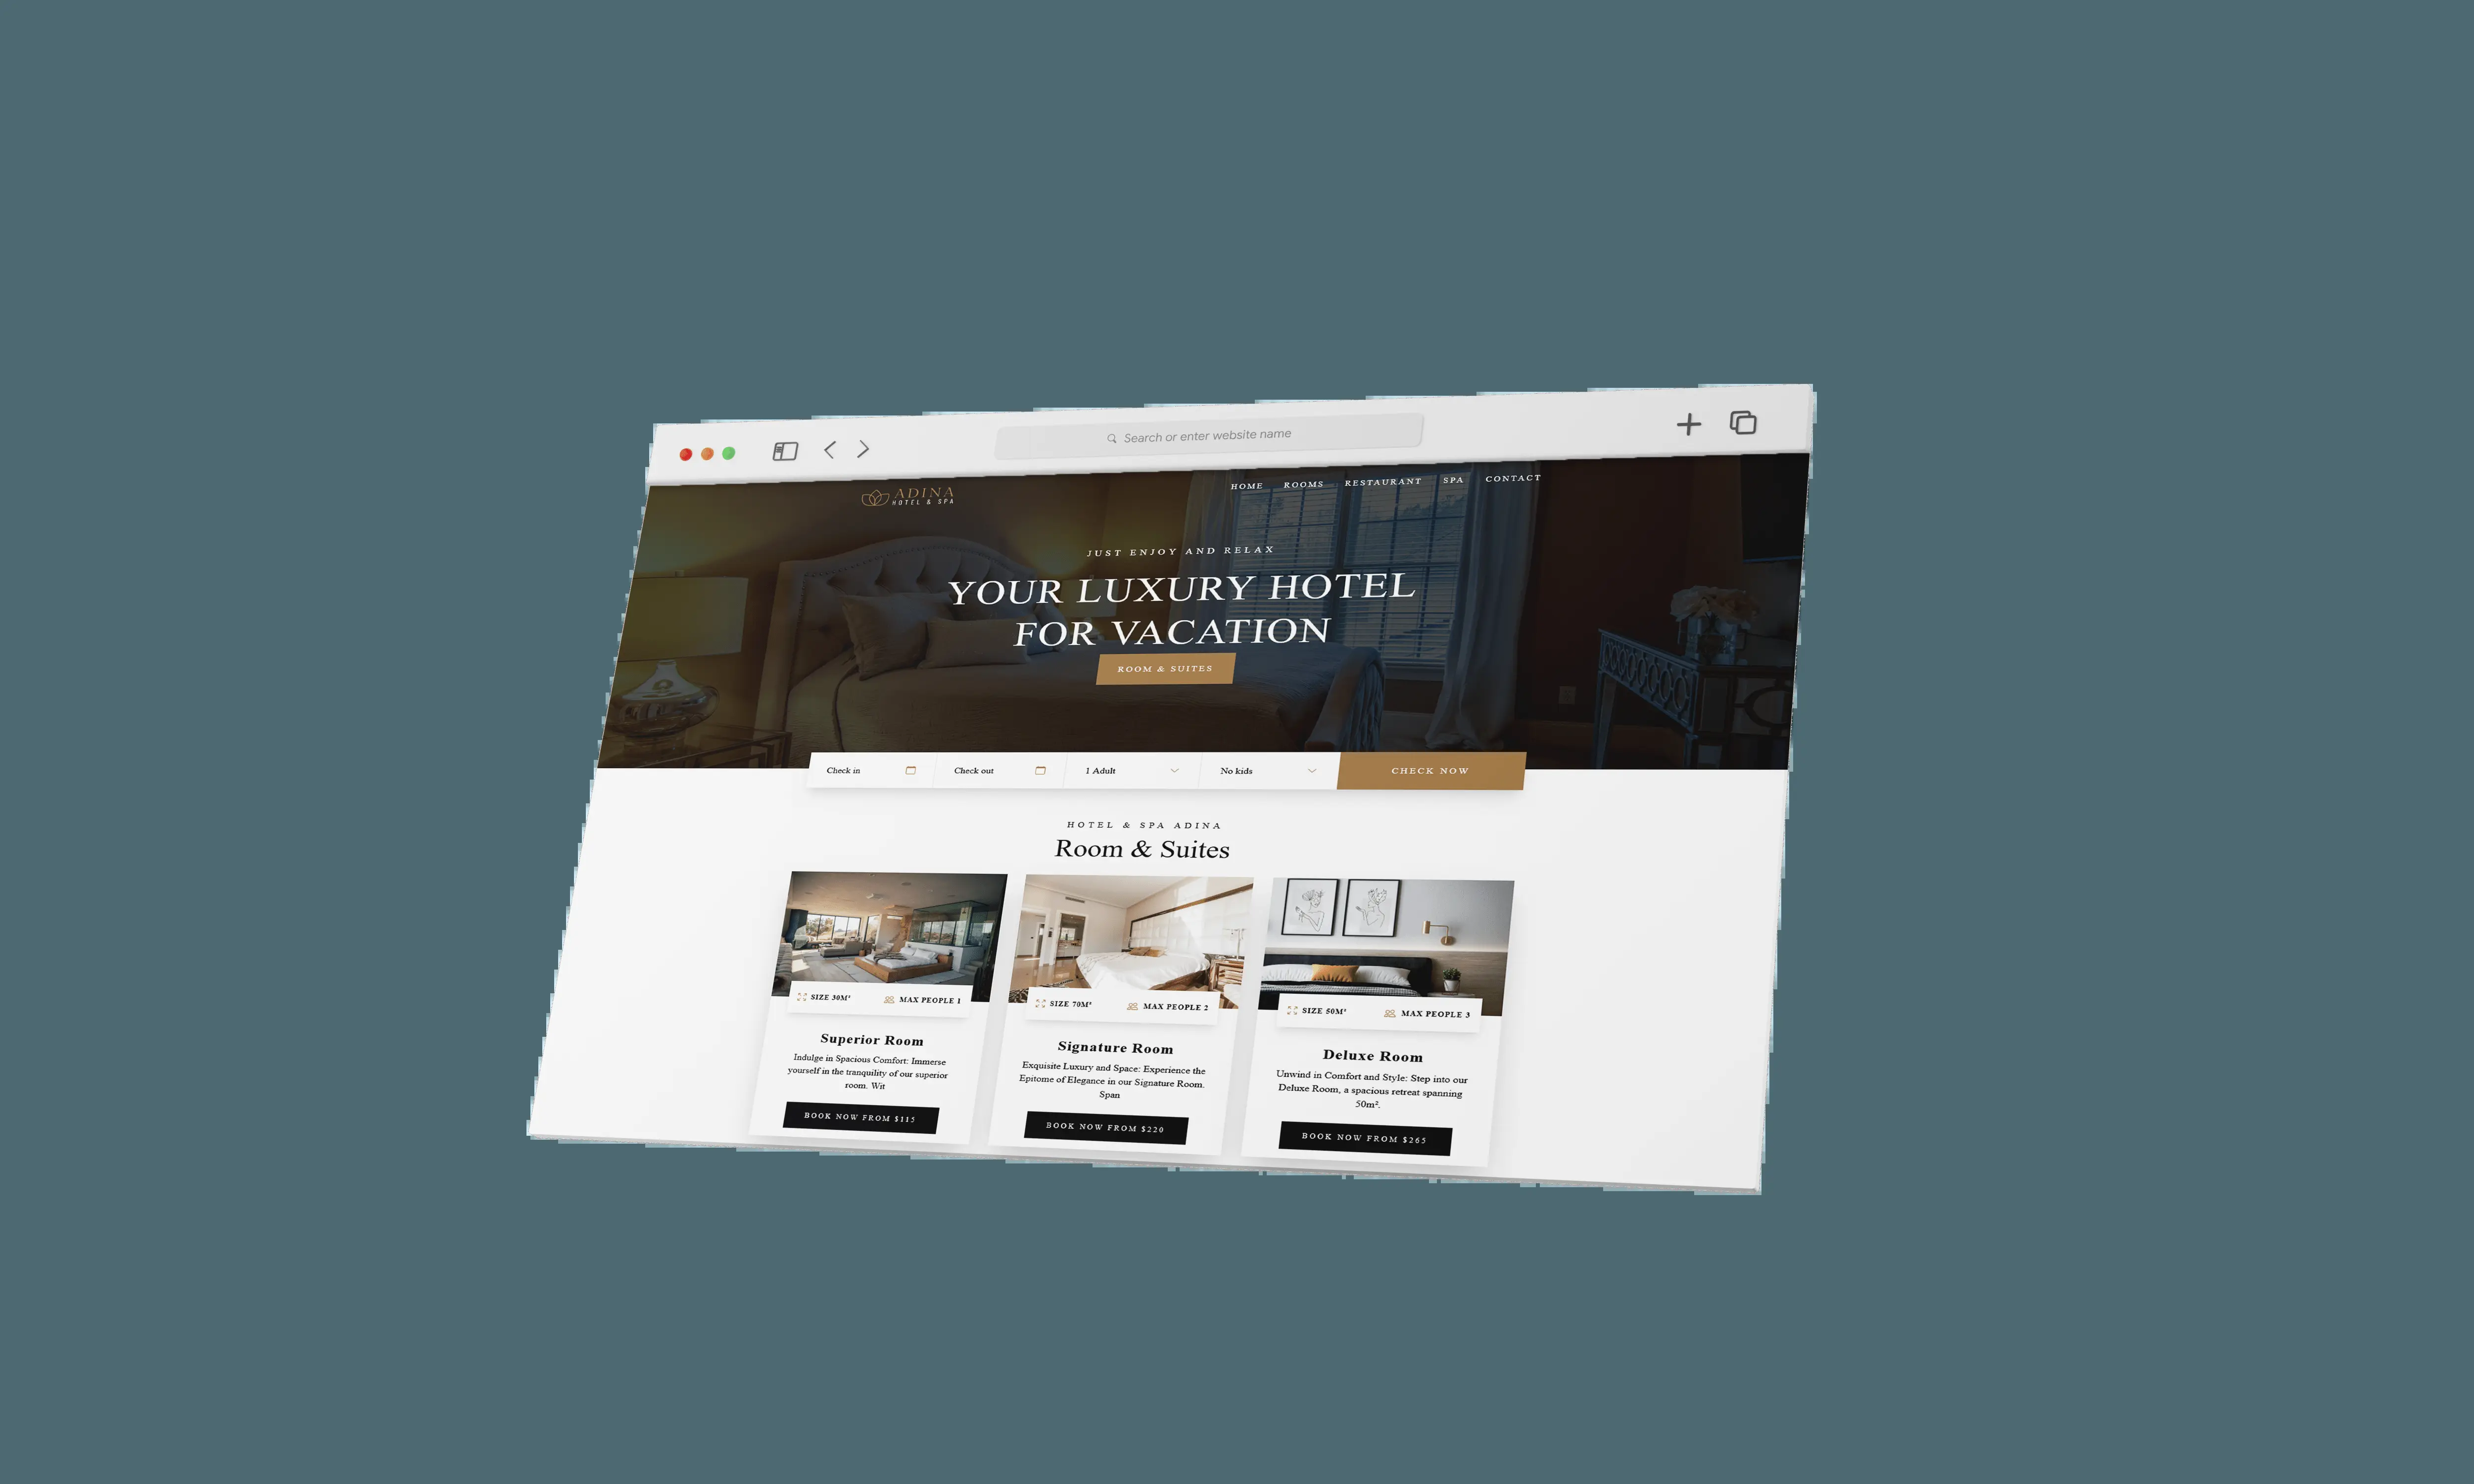 Search or enter website name
ADINA
HOTEL & SPA
HOME ROOMS RESTAURANT SPA CONTACT
JUST ENJOY AND RELAX
YOUR LUXURY HOTEL
FOR VACATION
ROOM & SUITES
Check in Check out 1 Adult No kids CHECK NOW
HOTEL & SPA ADINA
Room & Suites
SIZE 30M² MAX PEOPLE 1
Superior Room
Indulge in Spacious Comfort: Immerse
yourself in the tranquility of our superior
room. Wit
BOOK NOW FROM $115
SIZE 70M² MAX PEOPLE 2
Signature Room
Exquisite Luxury and Space: Experience the
Epitome of Elegance in our Signature Room.
Span
BOOK NOW FROM $220
SIZE 50M² MAX PEOPLE 3
Deluxe Room
Unwind in Comfort and Style: Step into our
Deluxe Room, a spacious retreat spanning
50m².
BOOK NOW FROM $265